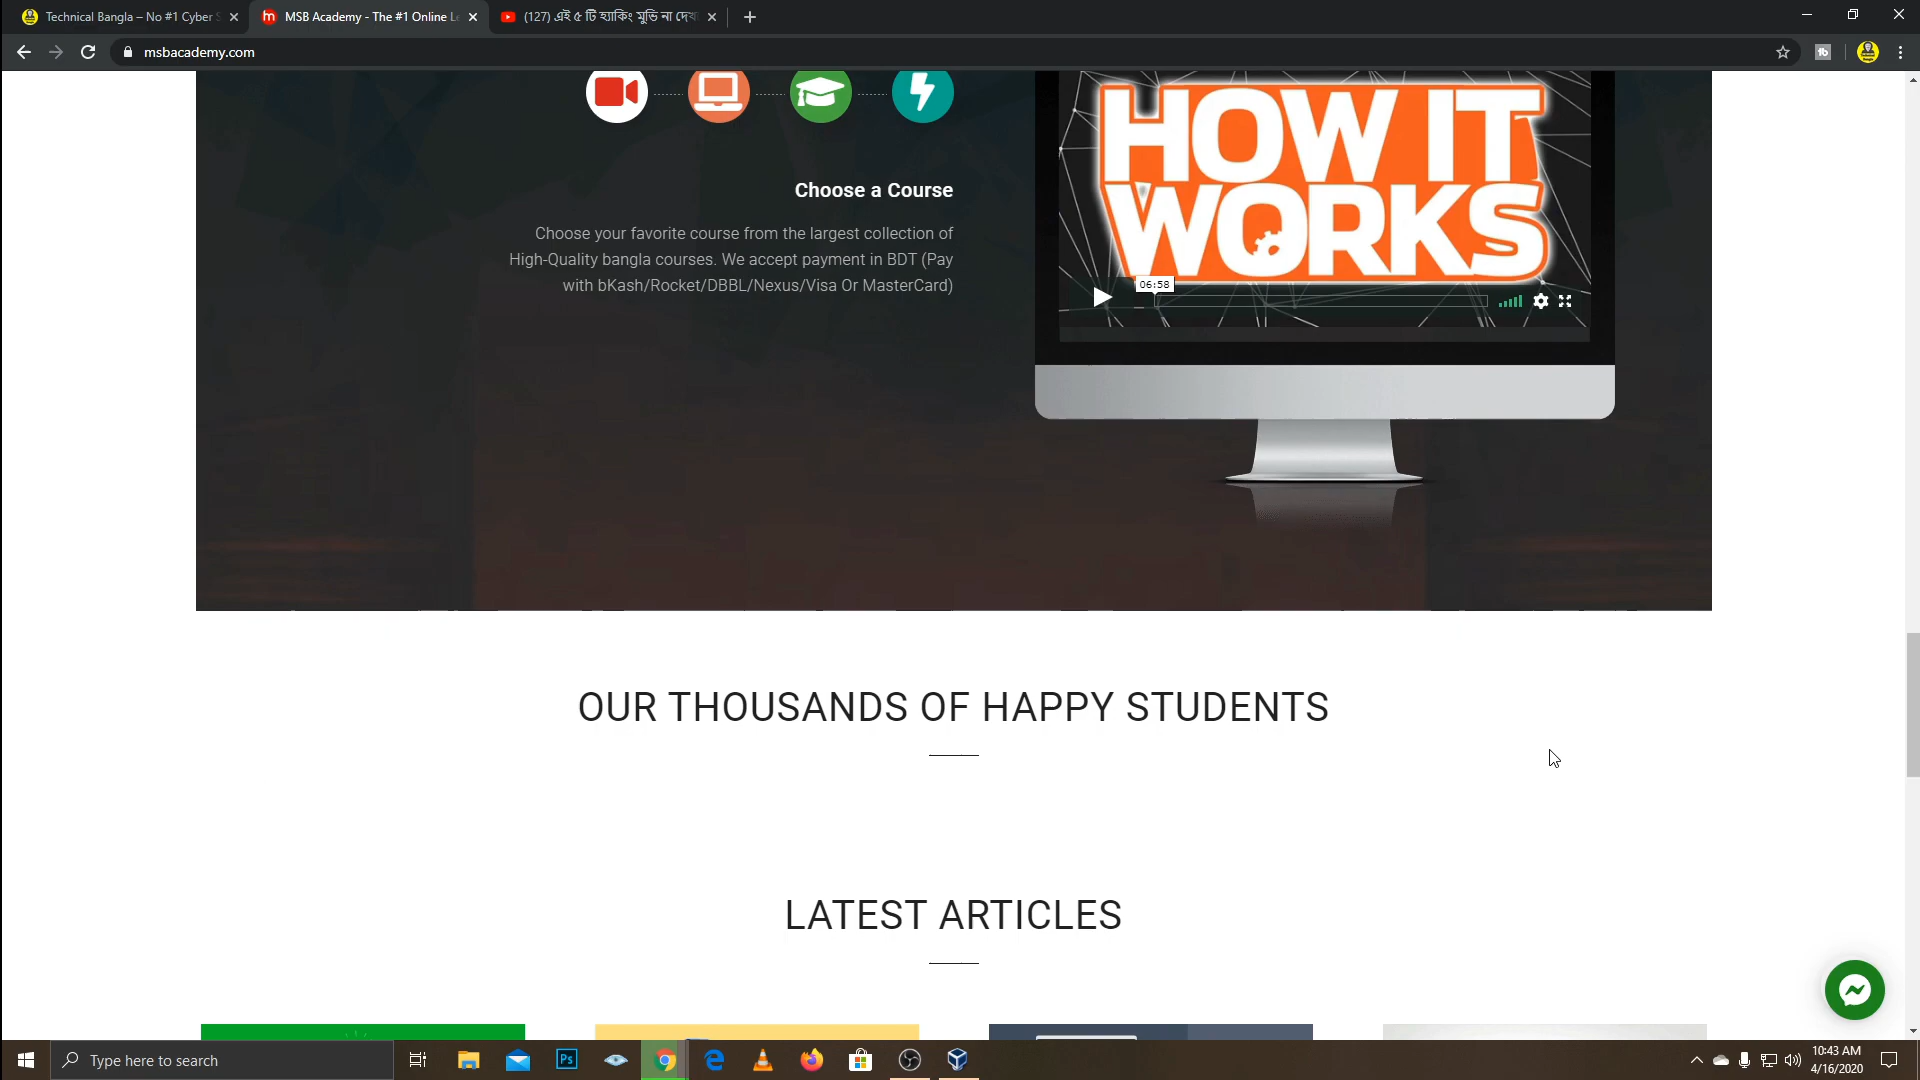 Technical Bangla – No #1 Cyber S
MSB Academy - The #1 Online Le
(127) এই ৫ টি হ্যাকিং মুভি না দেখ
msbacademy.com
HOW IT
WORKS
06:58
Choose a Course
Choose your favorite course from the largest collection of
High-Quality bangla courses. We accept payment in BDT (Pay
with bKash/Rocket/DBBL/Nexus/Visa Or MasterCard)
OUR THOUSANDS OF HAPPY STUDENTS
LATEST ARTICLES
Type here to search
Ps
10:43 AM
4/16/2020